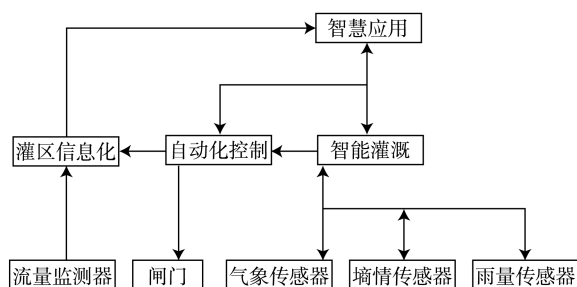 智慧应用
灌区信息化
自动化控制
智能灌溉
流量监测器
闸门
气象传感器
墒情传感器
雨量传感器